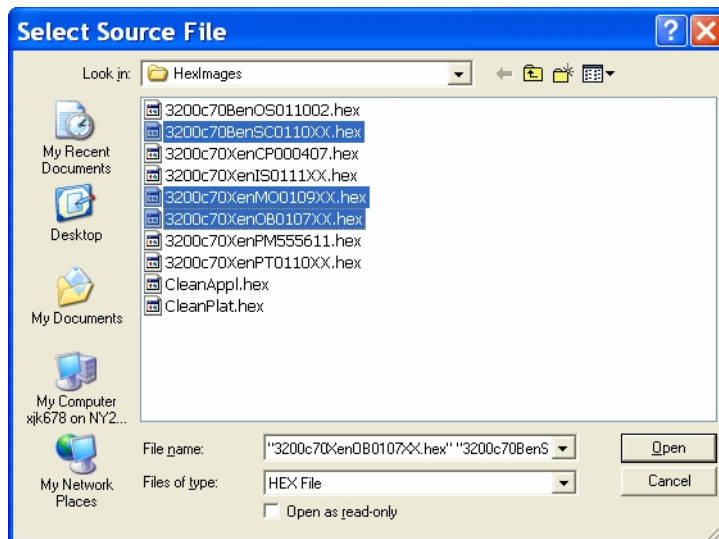 Select Source File
Look in: HexImages
My Recent Documents
Desktop
My Documents
My Computer
xjk678 on NY2...
My Network Places
3200c70BenOS011002.hex
3200c70BenSC0110XX.hex
3200c70XenCP000407.hex
3200c70XenIS0111XX.hex
3200c70XenMO0109XX.hex
3200c70XenOB0107XX.hex
3200c70XenPM555611.hex
3200c70XenPT0110XX.hex
CleanAppl.hex
CleanPlat.hex
File name: "3200c70XenOB0107XX.hex" "3200c70BenS
Open
Files of type: HEX File
Cancel
Open as read-only